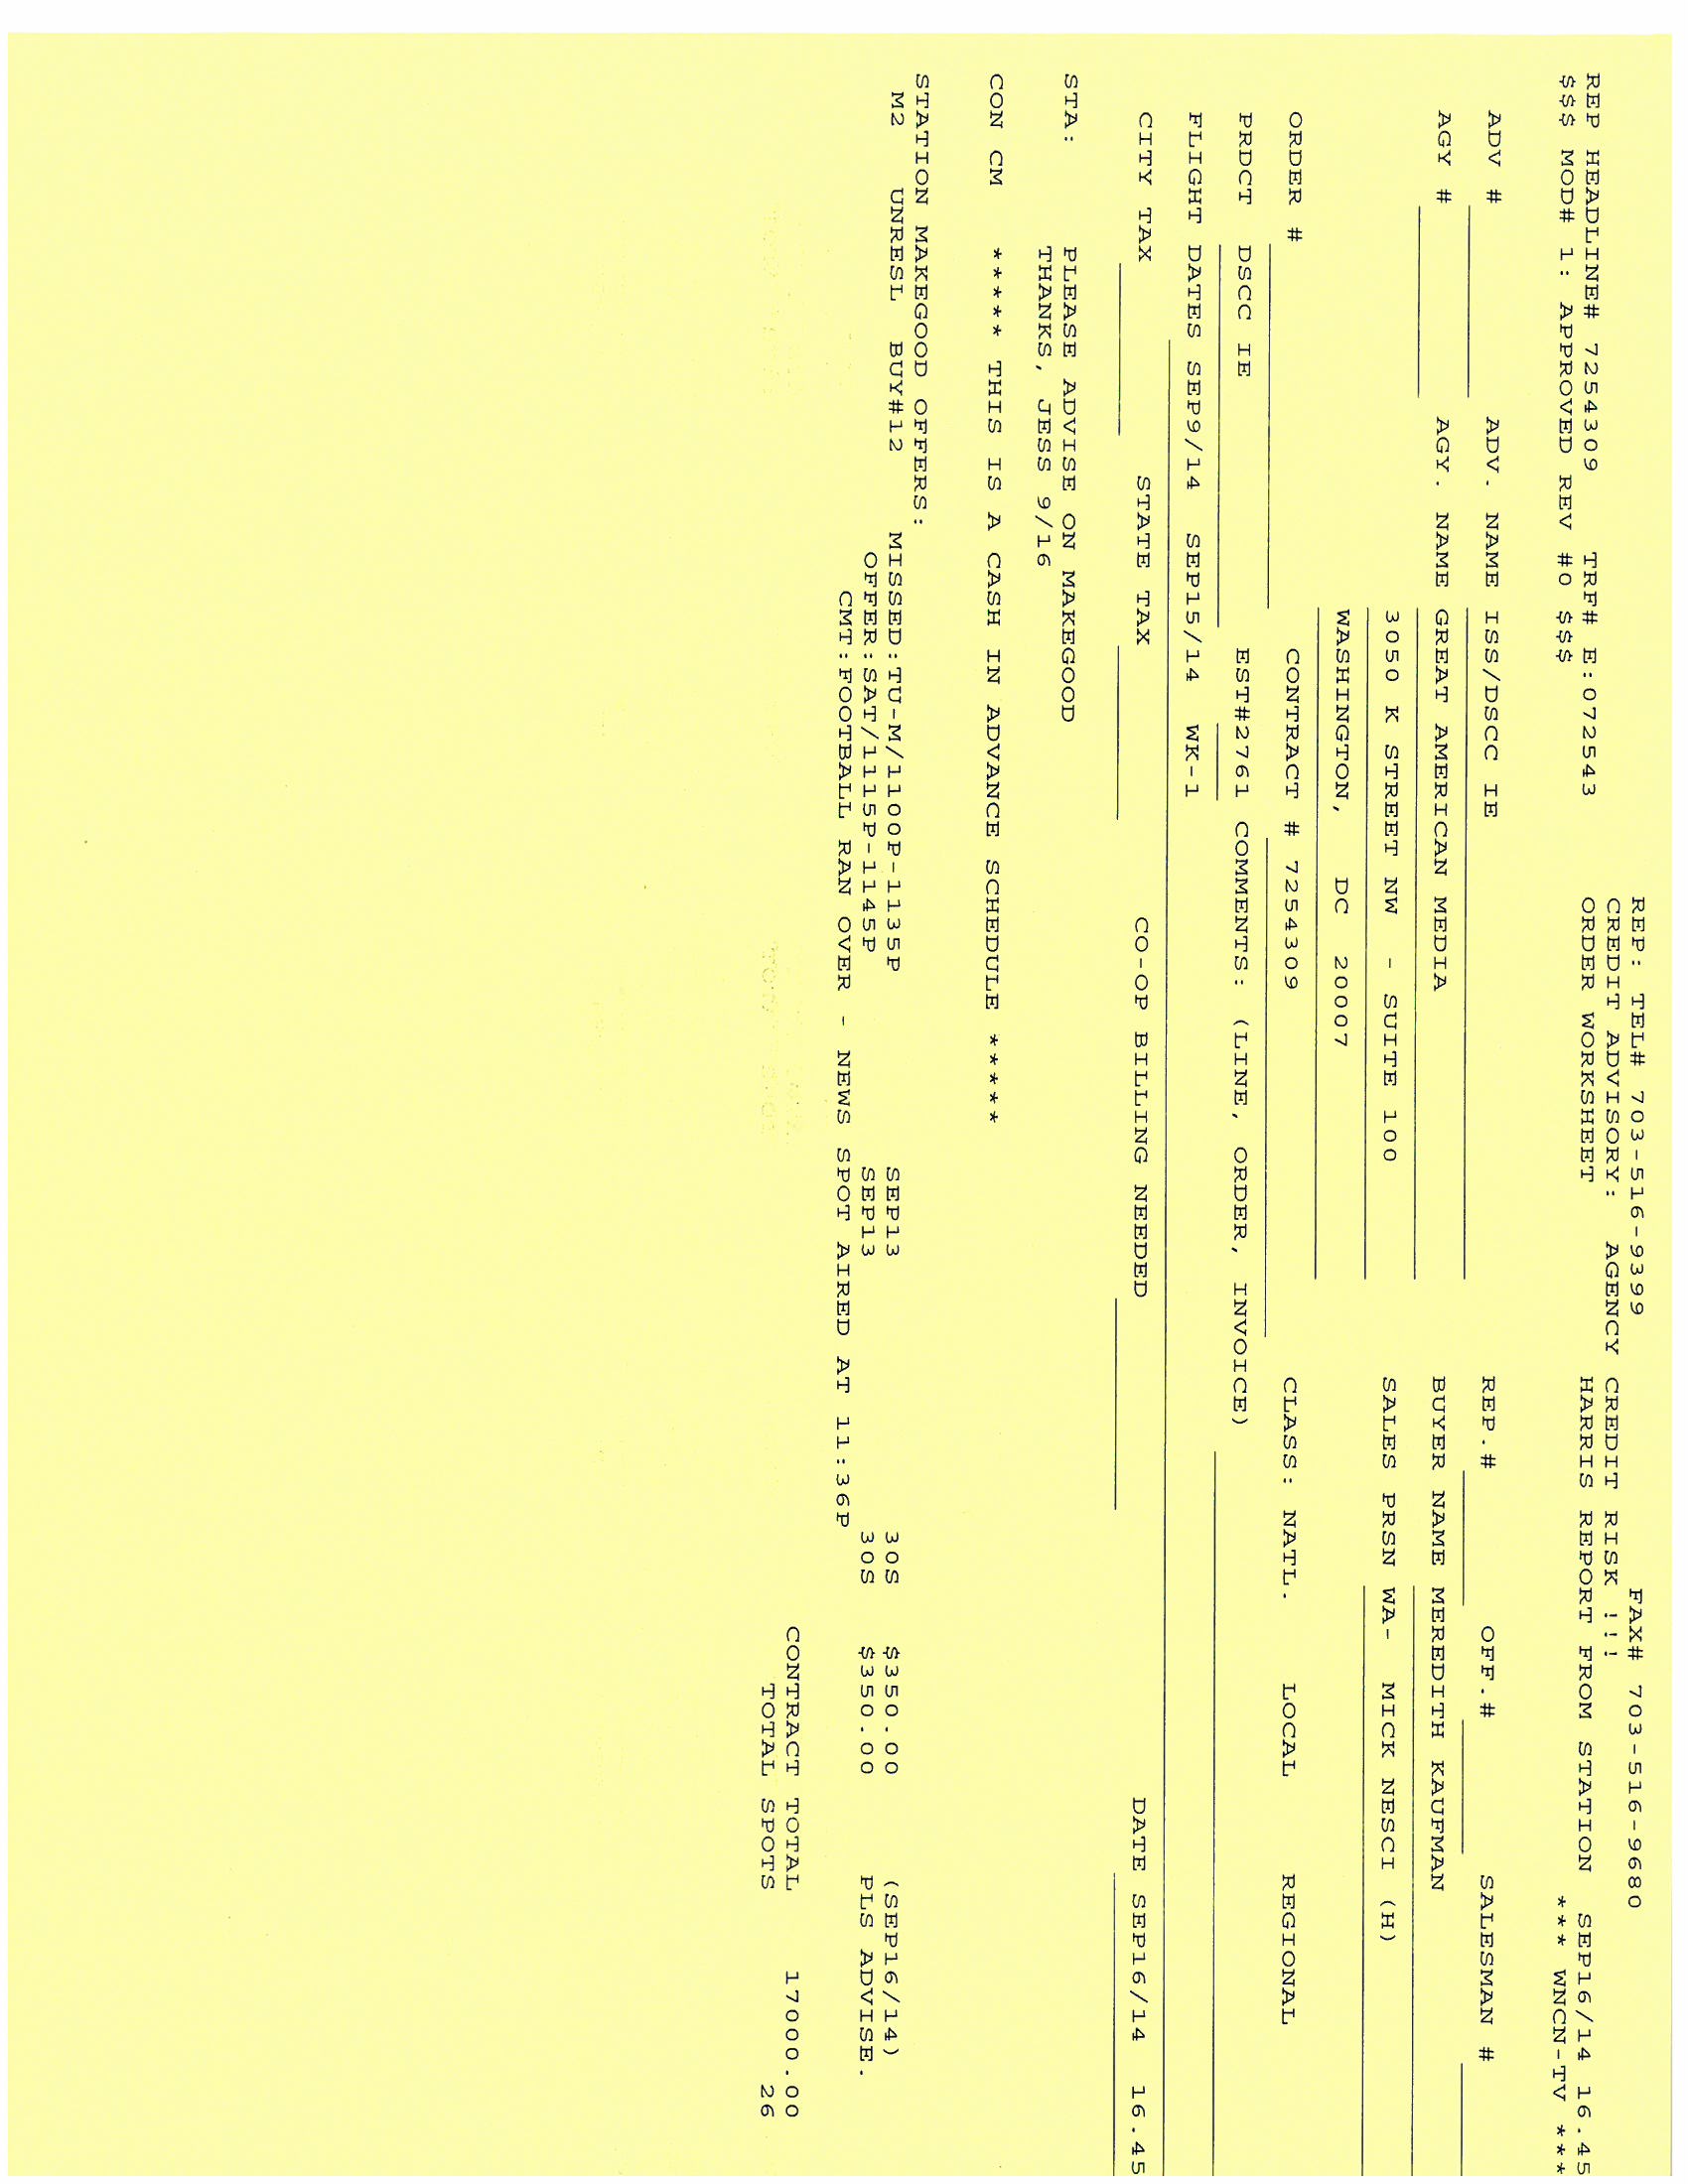 REP: TEL# 703-516-9399 FAX# 703-516-9680
CREDIT ADVISORY: AGENCY CREDIT RISK !!!
ORDER WORKSHEET HARRIS REPORT FROM STATION SEP16/14 16.45
REP HEADLINE# 7254309 TRF# E:072543 *** WNCN-TV ***
$$$ MOD# 1: APPROVED REV #0 $$$
ADV # ADV. NAME ISS/DSCC IE REP.# OFF.# SALESMAN #
AGY # AGY. NAME GREAT AMERICAN MEDIA BUYER NAME MEREDITH KAUFMAN
3050 K STREET NW - SUITE 100 SALES PRSN WA- MICK NESCI (H)
WASHINGTON, DC 20007
ORDER # CONTRACT # 7254309 CLASS: NATL. LOCAL REGIONAL
PRDCT DSCC IE EST#2761 COMMENTS: (LINE, ORDER, INVOICE)
FLIGHT DATES SEP9/14 SEP15/14 WK-1
CITY TAX STATE TAX CO-OP BILLING NEEDED DATE SEP16/14 16.45
STA: PLEASE ADVISE ON MAKEGOOD
THANKS, JESS 9/16
CON CM ***** THIS IS A CASH IN ADVANCE SCHEDULE *****
STATION MAKEGOOD OFFERS:
M2 UNRESL BUY#12 MISSED:TU-M/1100P-1135P SEP13 30S $350.00 (SEP16/14)
OFFER:SAT/1115P-1145P SEP13 30S $350.00 PLS ADVISE.
CMT:FOOTBALL RAN OVER - NEWS SPOT AIRED AT 11:36P
CONTRACT TOTAL 17000.00
TOTAL SPOTS 26